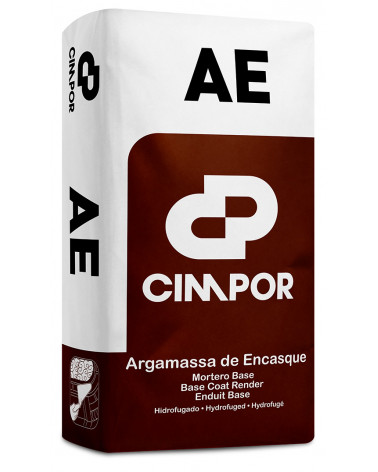 AE
CIMPOR
Argamassa de Encasque
Mortero Base
Base Coat Render
Enduit Base
Hidrofugado • Hydrofuged • Hydrofugé
CIMPOR
AE